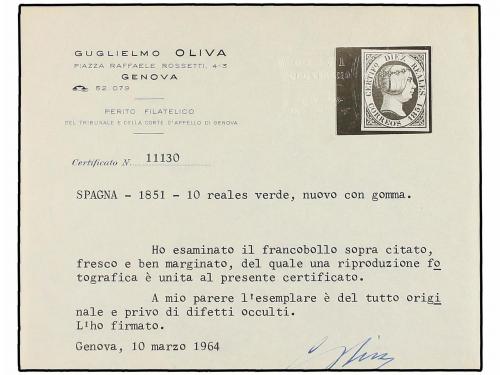 GUGLIELMO OLIVA
PIAZZA RAFFAELE ROSSETTI, 4-3
GENOVA
☎ 52 079
PERITO FILATELICO
DEL TRIBUNALE E DELLA CORTE D'APPELLO DI GENOVA
CERTDO. DIEZ REALES
CORREOS 1851
Certificato N. 11130
SPAGNA - 1851 - 10 reales verde, nuovo con gomma.
Ho esaminato il francobollo sopra citato,
fresco e ben marginato, del quale una riproduzione fo
tografica è unita al presente certificato.
A mio parere l'esemplare è del tutto origi
nale e privo di difetti occulti.
L'ho firmato.
Genova, 10 marzo 1964